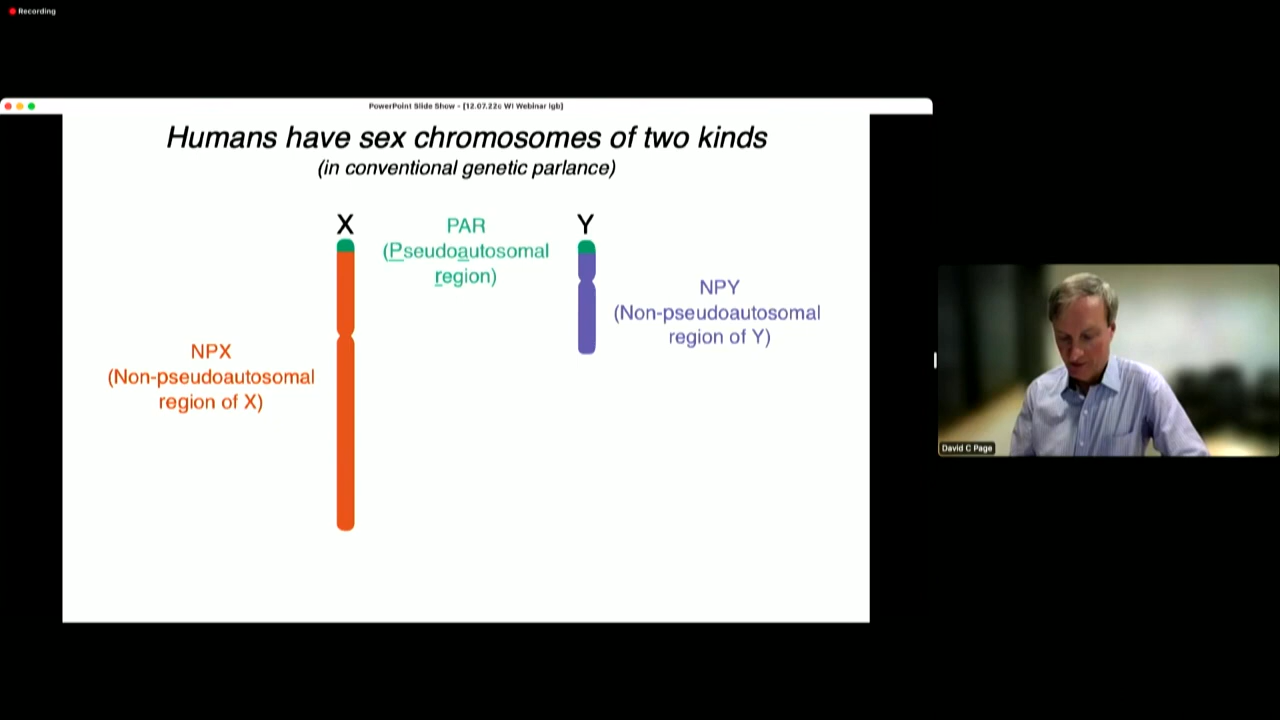 Recording
PowerPoint Slide Show - [12.07.22c WI Webinar lgb]
Humans have sex chromosomes of two kinds
(in conventional genetic parlance)
X
PAR
(Pseudoautosomal
region)
Y
NPY
(Non-pseudoautosomal
region of Y)
NPX
(Non-pseudoautosomal
region of X)
David C Page